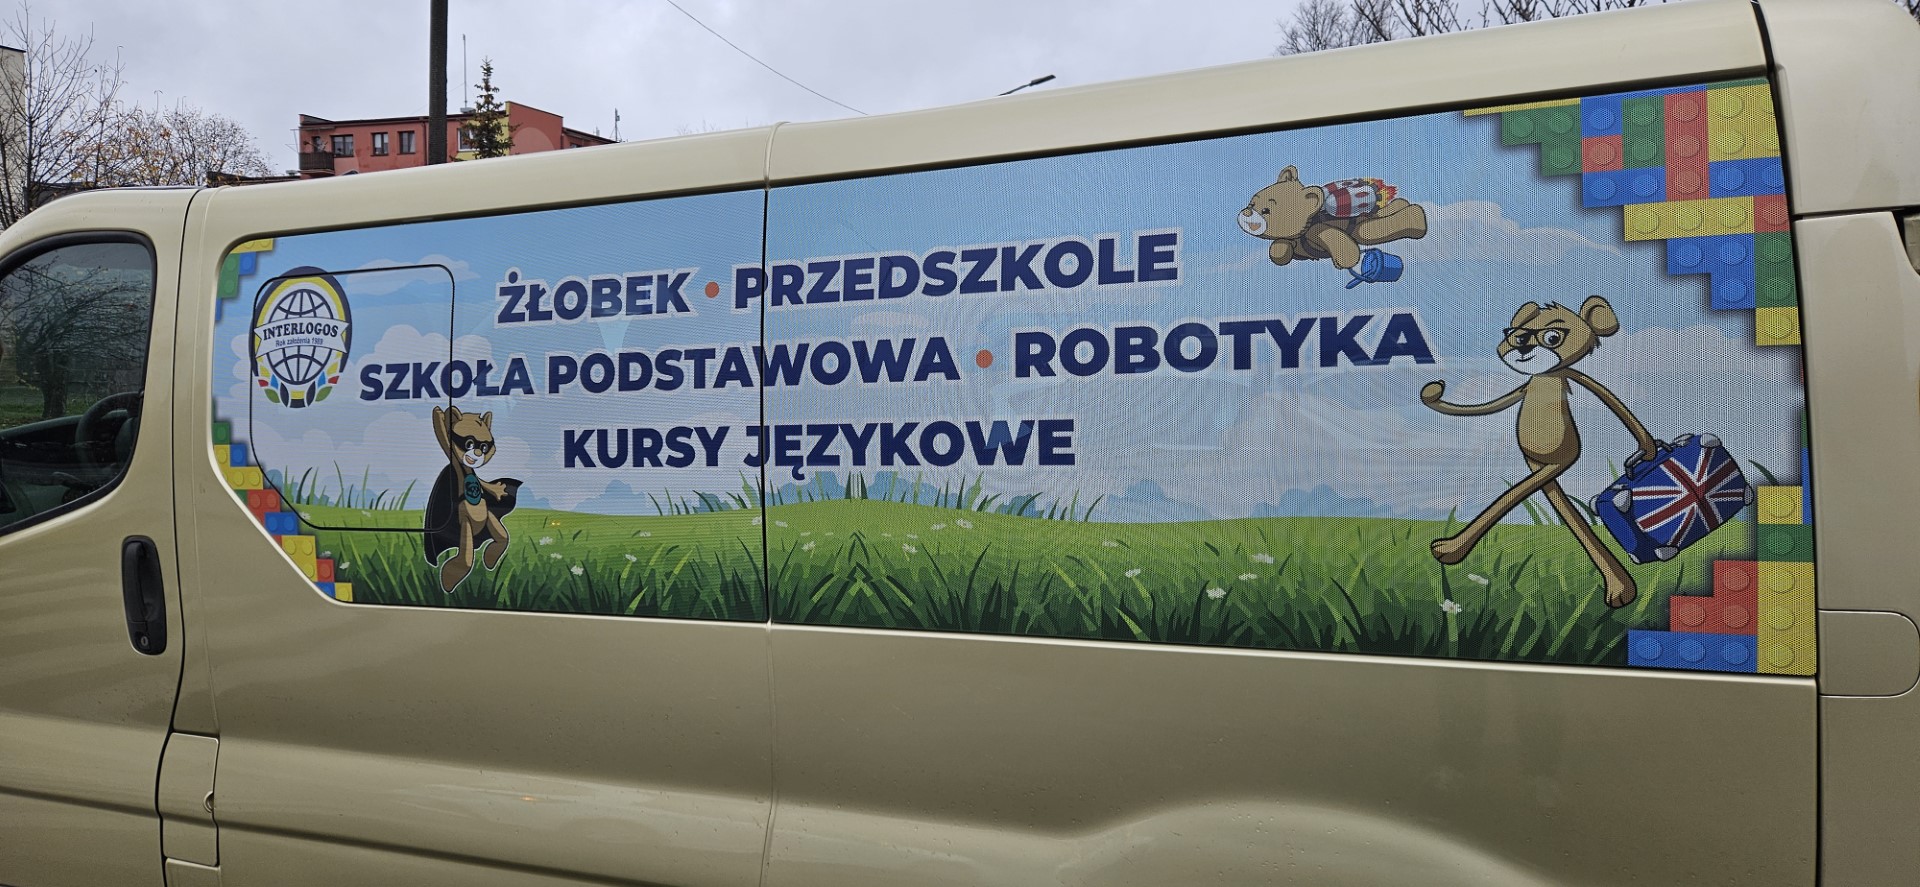 ŻŁOBEK • PRZEDSZKOLE
INTERLOGOS
Rok założenia 1989
SZKOŁA PODSTAWOWA • ROBOTYKA
KURSY JĘZYKOWE